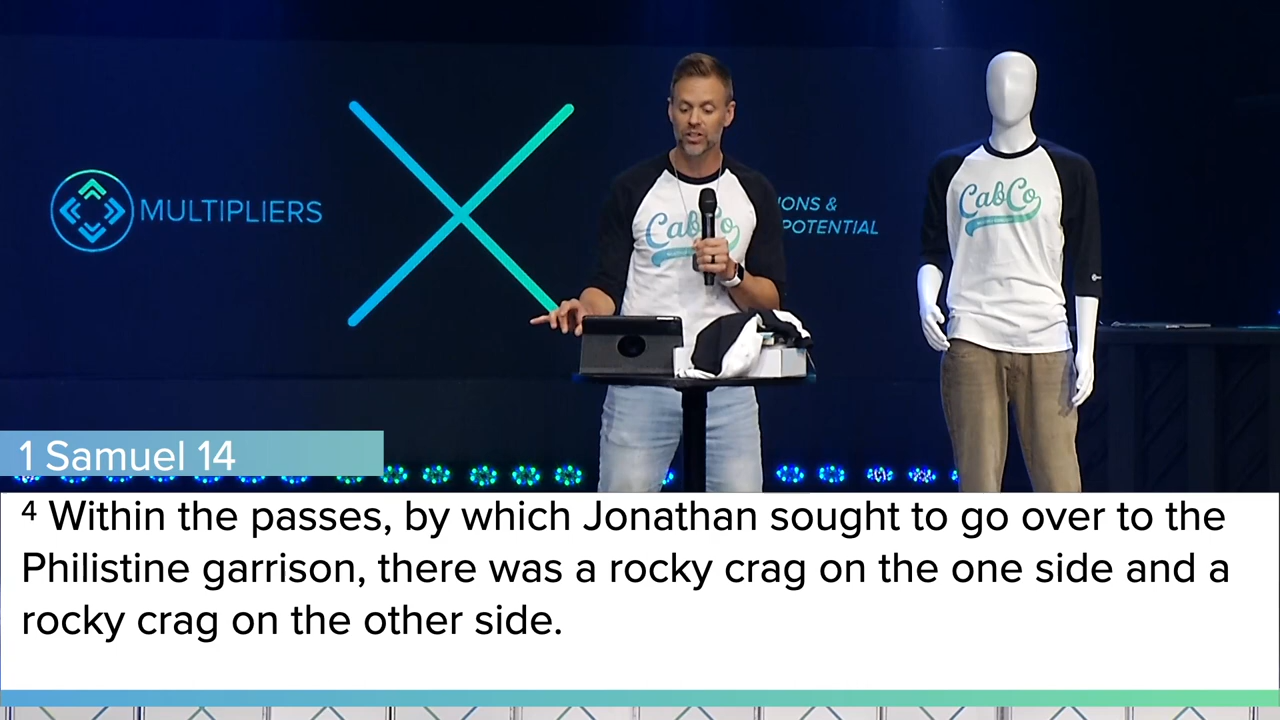 MULTIPLIERS
IONS &
POTENTIAL
CabCo
CabCo
1 Samuel 14
4 Within the passes, by which Jonathan sought to go over to the
Philistine garrison, there was a rocky crag on the one side and a
rocky crag on the other side.